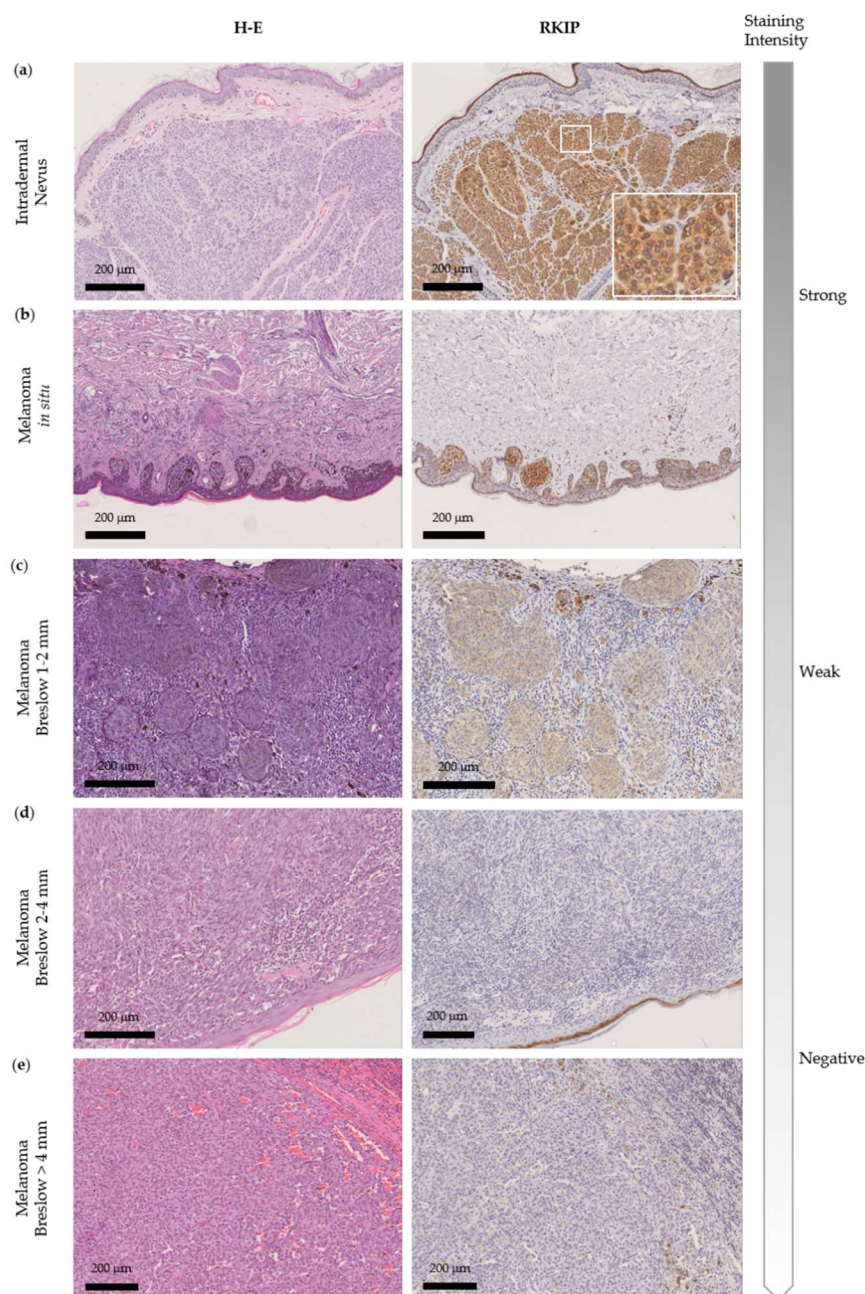 H-E
RKIP
Staining
Intensity
(a)
Intradermal
Nevus
200 μm
200 μm
Strong
(b)
Melanoma
in situ
200 μm
200 μm
(c)
Melanoma
Breslow 1-2 mm
200 μm
200 μm
Weak
(d)
Melanoma
Breslow 2-4 mm
200 μm
200 μm
(e)
Melanoma
Breslow > 4 mm
200 μm
200 μm
Negative